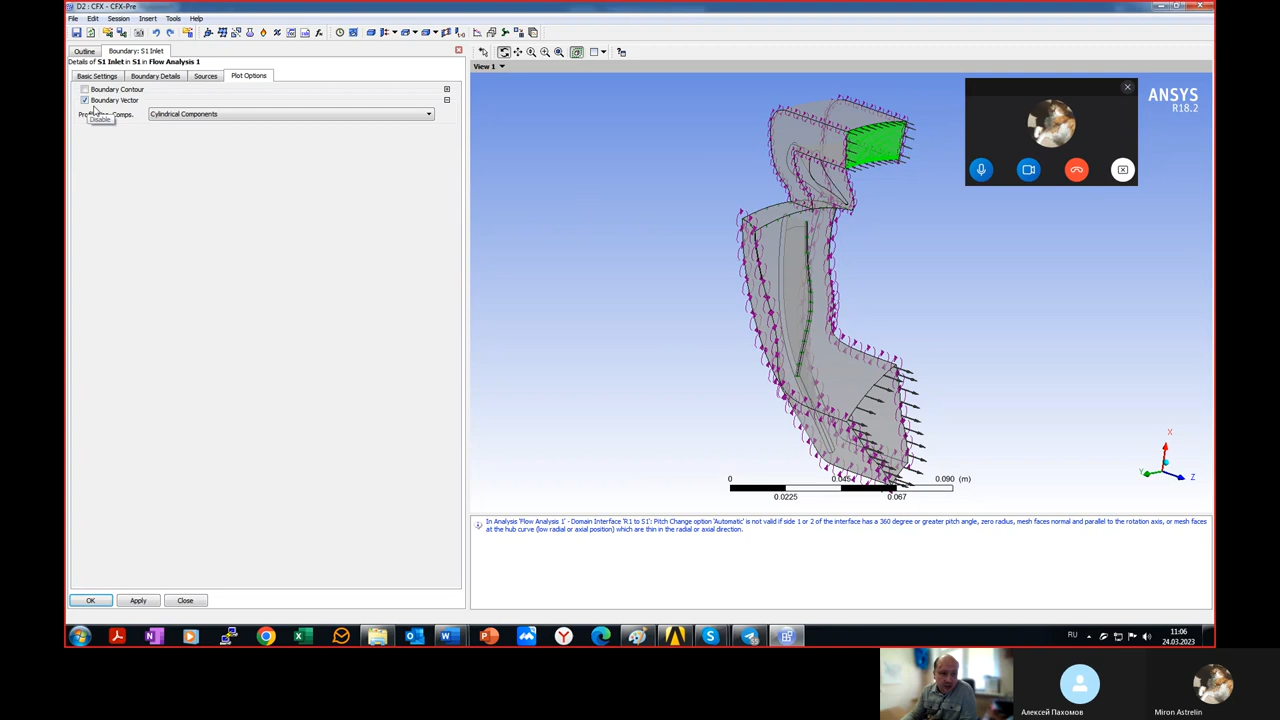 D2 : CFX - CFX-Pre
File Edit Session Insert Tools Help
Outline Boundary: S1 Inlet
Details of S1 Inlet in S1 in Flow Analysis 1
Basic Settings Boundary Details Sources Plot Options
Boundary Contour
Boundary Vector
Comps. Cylindrical Components
Disable
OK Apply Close
View 1
ANSYS
R18.2
X
Y
Z
0 0.090 (m)
0.0225 0.067
In Analysis 'Flow Analysis 1' - Domain Interface 'R1 to S1': Pitch Change option 'Automatic' is not valid if side 1 or 2 of the interface has a 360 degree or greater pitch angle, zero radius, mesh faces normal and parallel to the rotation axis, or mesh faces
at the hub curve (low radial or axial position) which are thin in the radial or axial direction.
RU
11:06
24.03.2023
Алексей Пахомов
Miron Astrelin